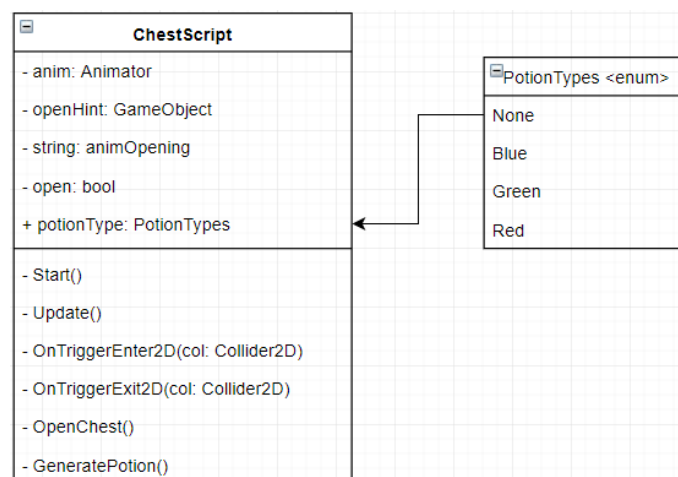 ChestScript
- anim: Animator
- openHint: GameObject
- string: animOpening
- open: bool
+ potionType: PotionTypes
- Start()
- Update()
- OnTriggerEnter2D(col: Collider2D)
- OnTriggerExit2D(col: Collider2D)
- OpenChest()
- GeneratePotion()
PotionTypes <enum>
None
Blue
Green
Red